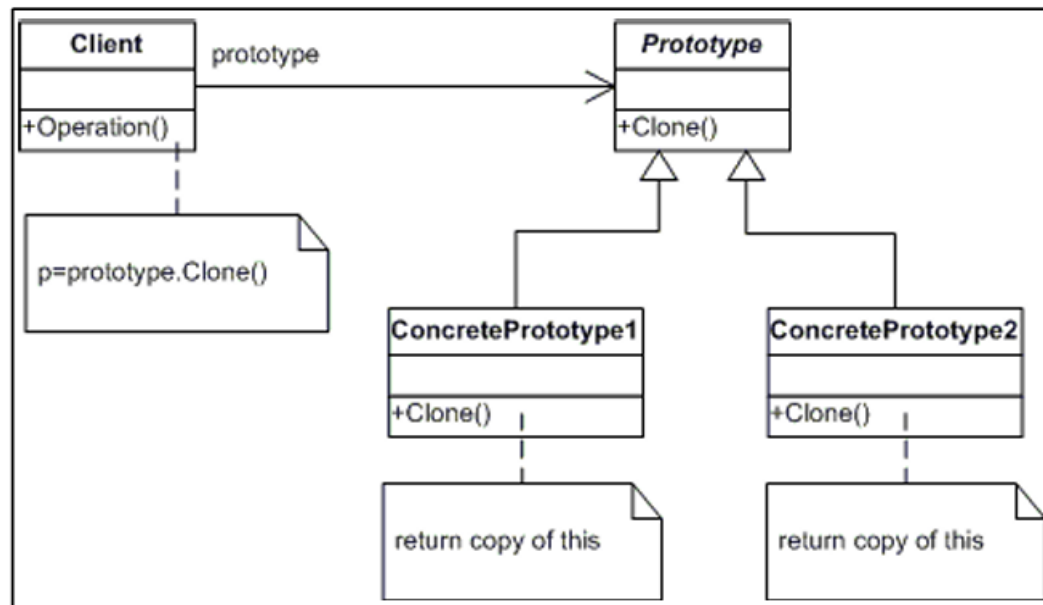 Client
prototype
Prototype
+Operation()
+Clone()
p=prototype.Clone()
ConcretePrototype1
ConcretePrototype2
+Clone()
+Clone()
return copy of this
return copy of this